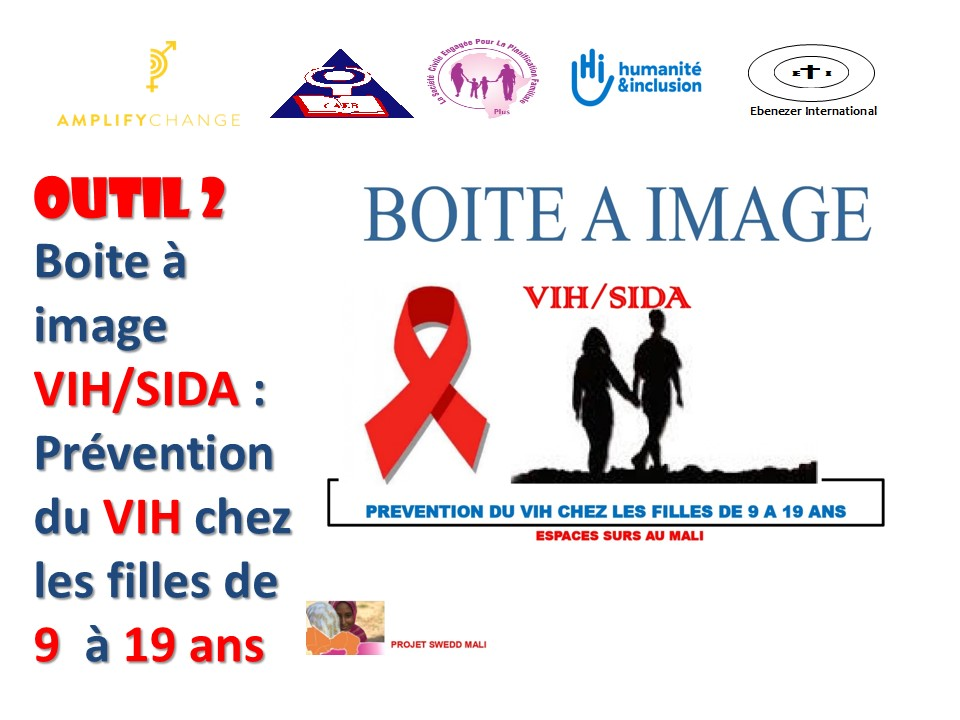 AMPLIFYCHANGE
CAEB
La Société Civile Engagée Pour La Planification Familiale
Plus
Hi humanité
&inclusion
E T I
Ebenezer International
OUTIL 2
Boite à
image
VIH/SIDA :
Prévention
du VIH chez
les filles de
9 à 19 ans
BOITE A IMAGE
VIH/SIDA
PREVENTION DU VIH CHEZ LES FILLES DE 9 A 19 ANS
ESPACES SURS AU MALI
PROJET SWEDD MALI